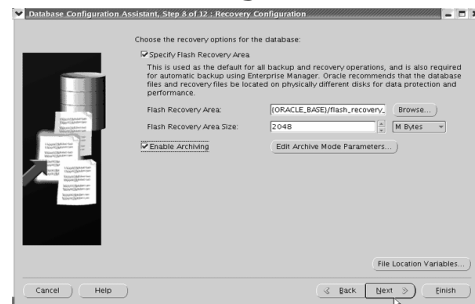 Database Configuration Assistant, Step 8 of 12 : Recovery Configuration
Choose the recovery options for the database:
Specify Flash Recovery Area
This is used as the default for all backup and recovery operations, and is also required
for automatic backup using Enterprise Manager. Oracle recommends that the database
files and recovery files be located on physically different disks for data protection and
performance.
Flash Recovery Area: {ORACLE_BASE}/flash_recovery_ Browse...
Flash Recovery Area Size: 2048 M Bytes
Enable Archiving Edit Archive Mode Parameters...
File Location Variables...
Cancel Help Back Next Finish